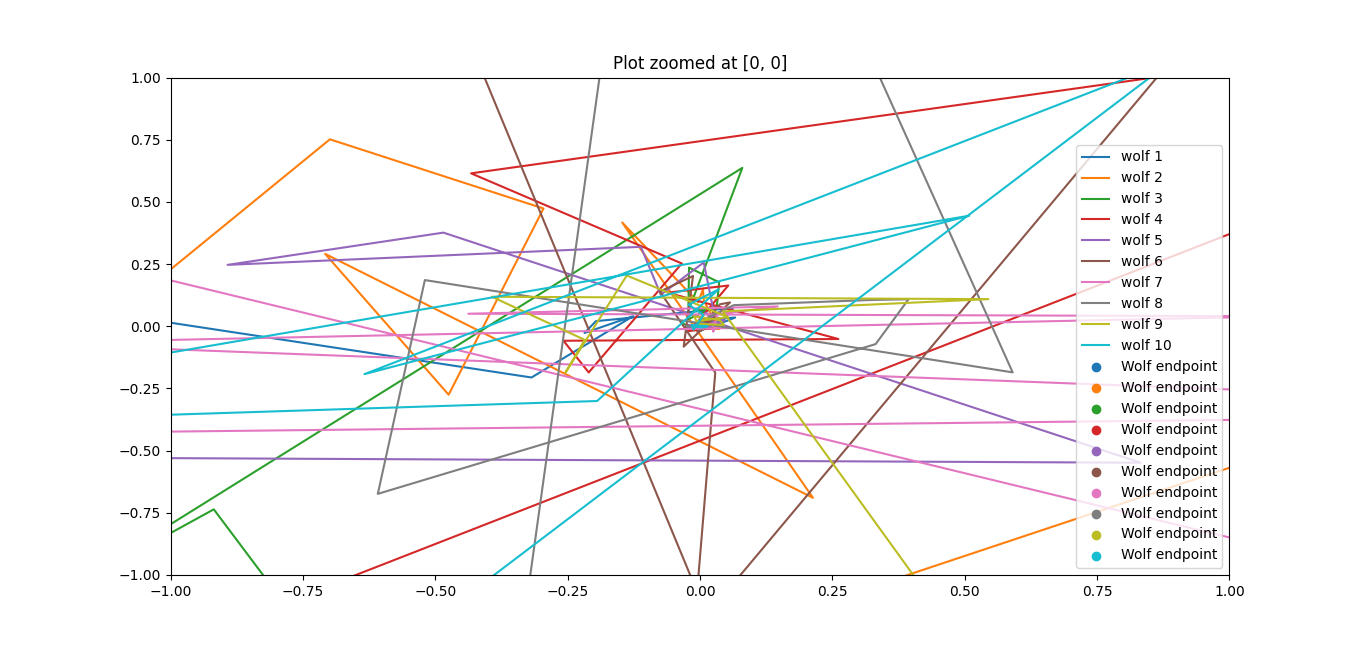 Plot zoomed at [0, 0]
1.00
0.75
0.50
0.25
0.00
−0.25
−0.50
−0.75
−1.00
−1.00 −0.75 −0.50 −0.25 0.00 0.25 0.50 0.75 1.00
wolf 1
wolf 2
wolf 3
wolf 4
wolf 5
wolf 6
wolf 7
wolf 8
wolf 9
wolf 10
Wolf endpoint
Wolf endpoint
Wolf endpoint
Wolf endpoint
Wolf endpoint
Wolf endpoint
Wolf endpoint
Wolf endpoint
Wolf endpoint
Wolf endpoint